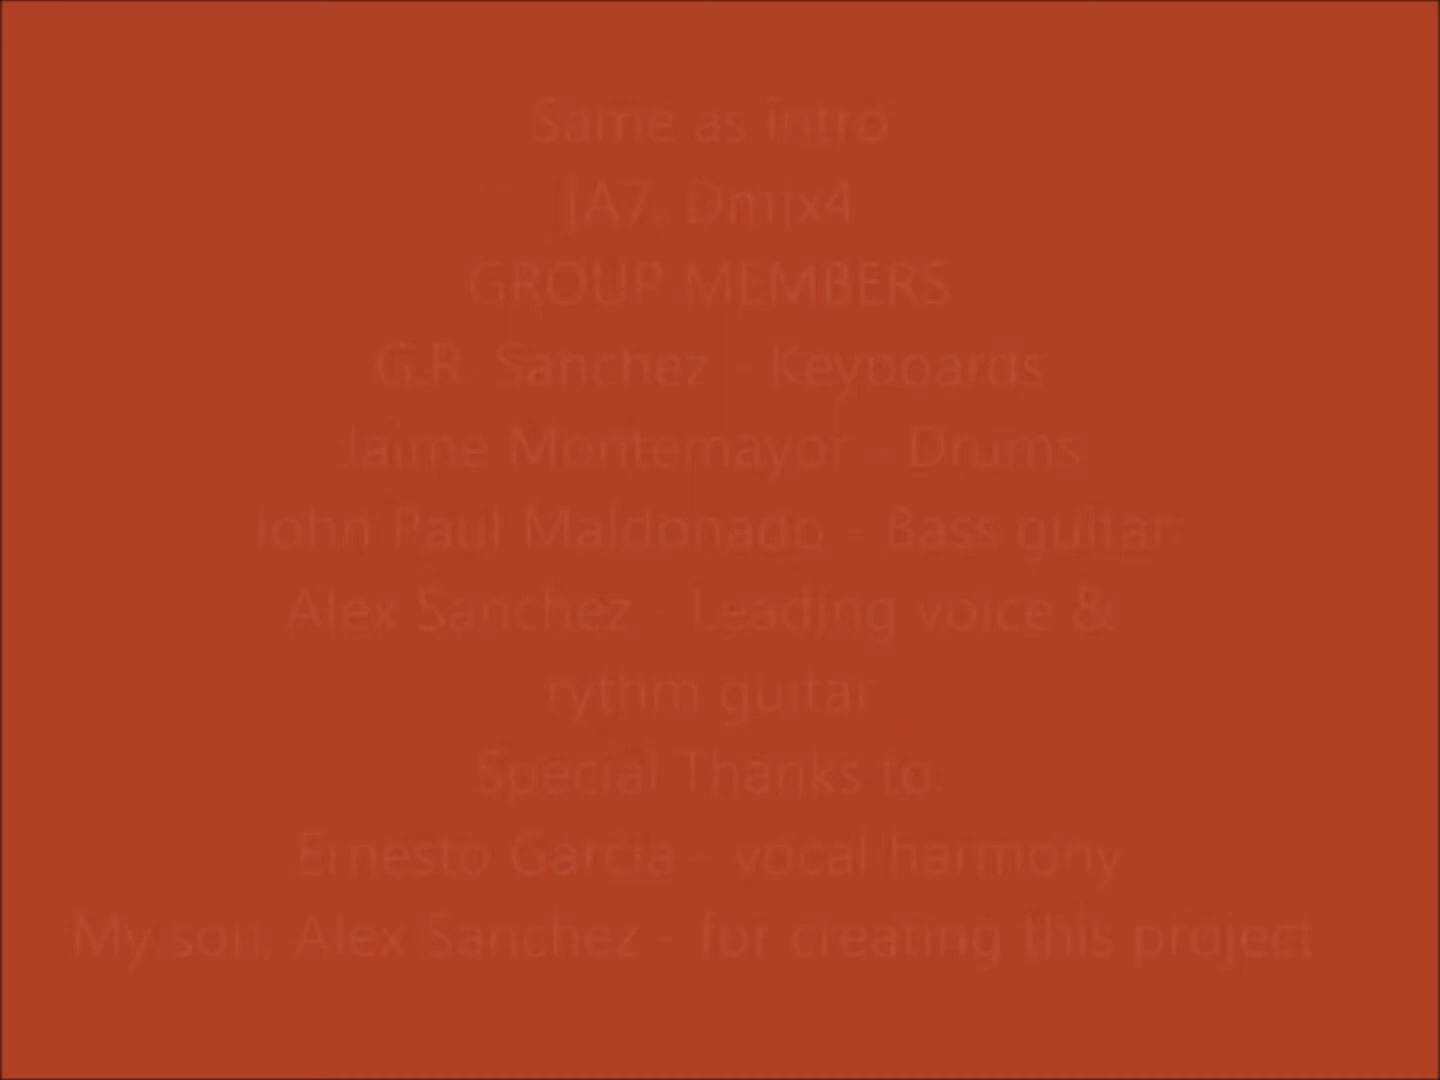 Same as intro
|A7, Dm|x4
GROUP MEMBERS
G.R. Sanchez - Keyboards
Jaime Montemayor - Drums
John Paul Maldonado - Bass guitar
Alex Sanchez - Leading voice &
rythm guitar
Special Thanks to:
Ernesto Garcia - vocal harmony
My son, Alex Sanchez - for creating this project